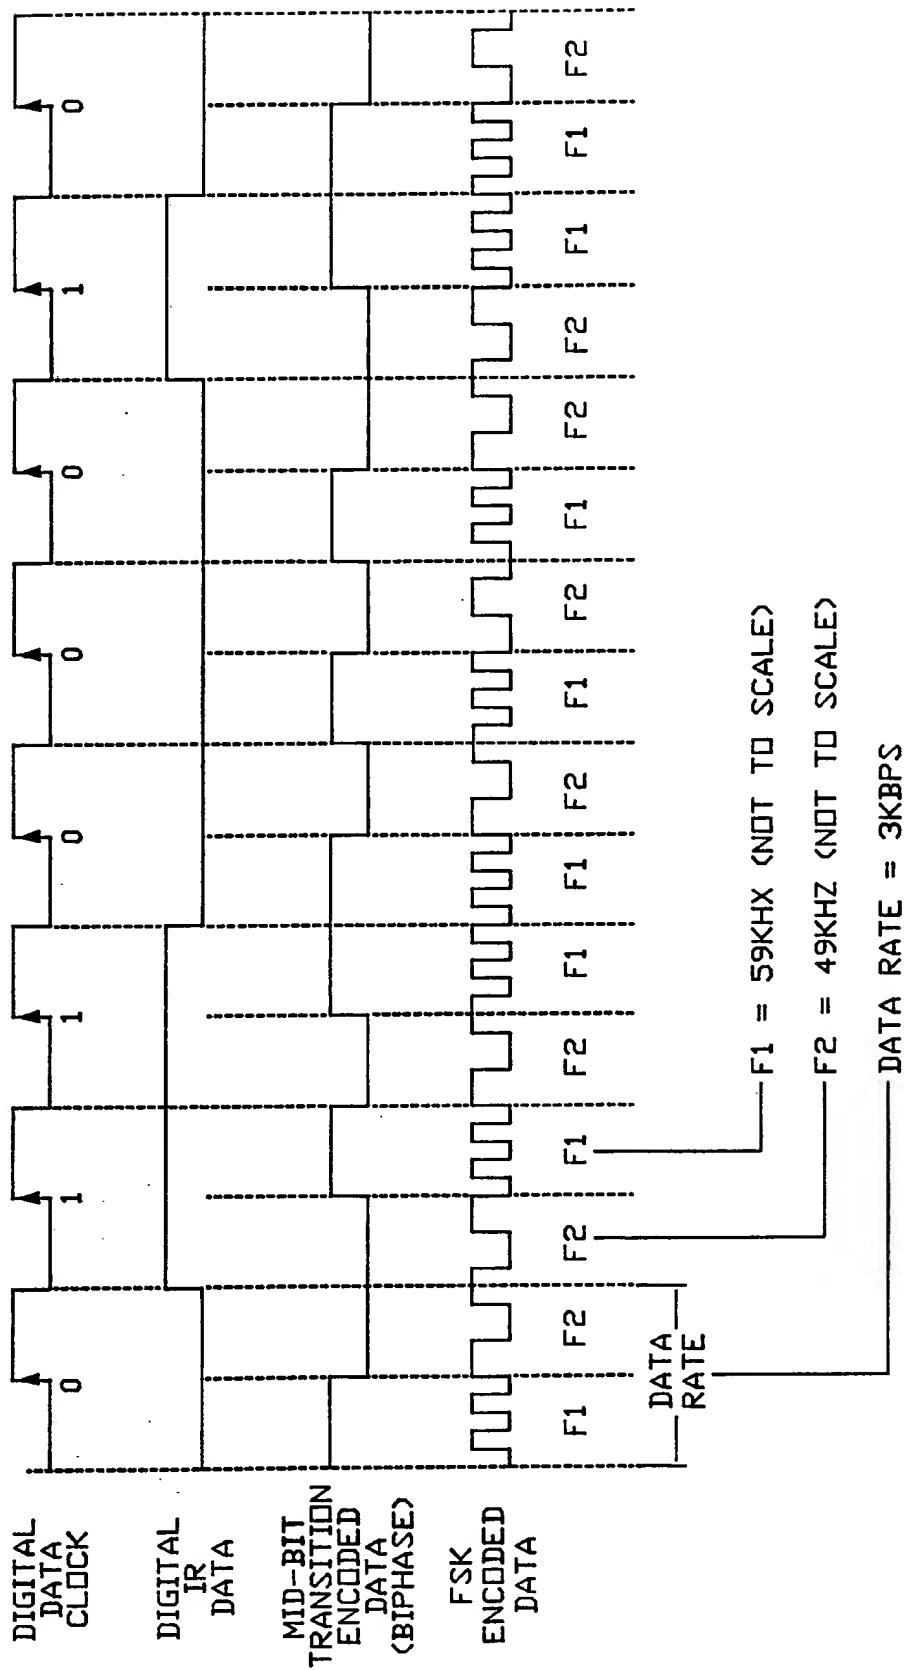 DIGITAL
DATA
CLOCK
0 1 1 0 0 0 1 0
DIGITAL
IR
DATA
MID-BIT
TRANSITION
ENCODED
DATA
(BIPHASE)
FSK
ENCODED
DATA
F1 F2 F2 F1 F2 F1 F1 F2 F1 F2 F1 F2 F2 F1 F1 F2
DATA
RATE
F1 = 59KHX (NOT TO SCALE)
F2 = 49KHZ (NOT TO SCALE)
DATA RATE = 3KBPS